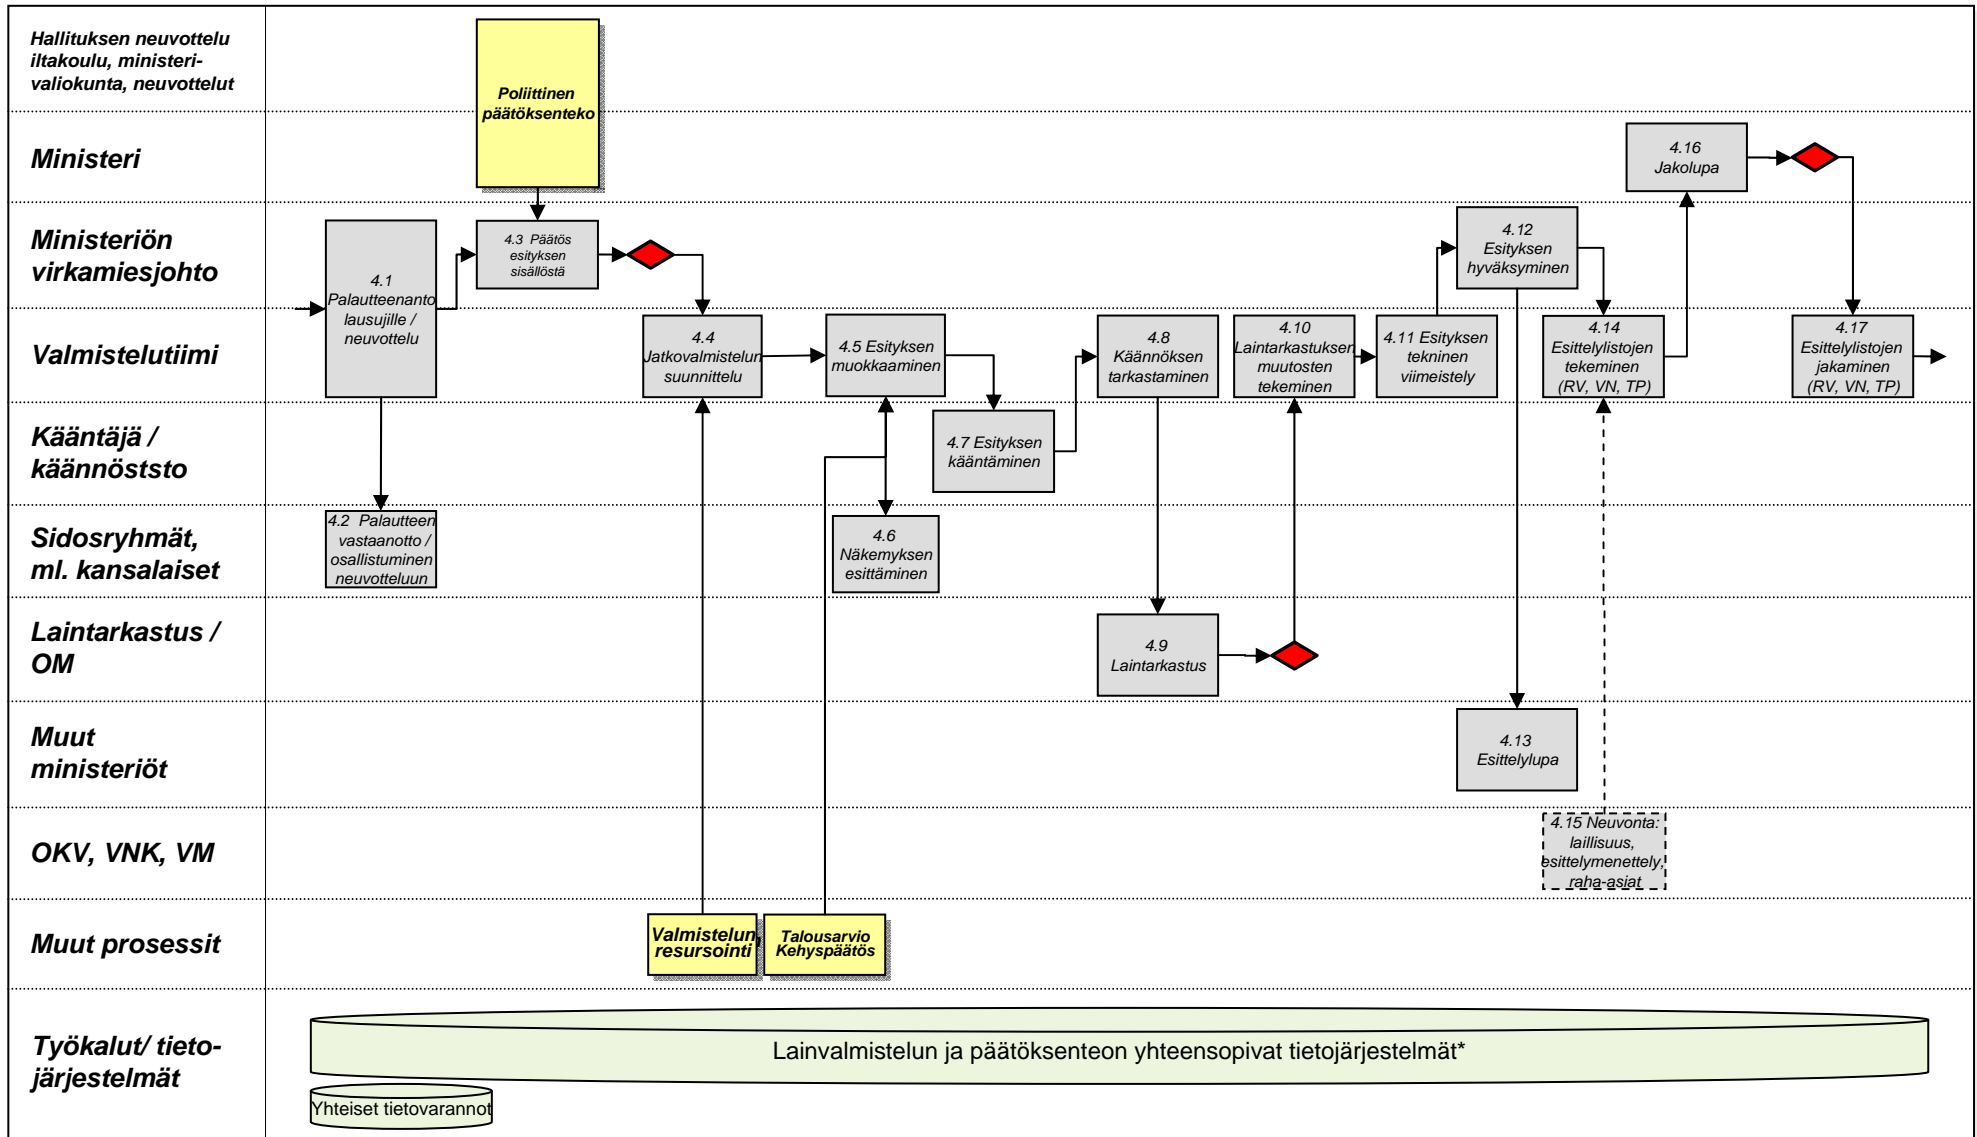 Hallituksen neuvottelu
iltakoulu, ministeri-
valiokunta, neuvottelut
Poliittinen
päätöksenteko
Ministeri
4.16
Jakolupa
Ministeriön
virkamiesjohto
4.1
Palautteenanto
lausujille /
neuvottelu
4.3 Päätös
esityksen
sisällöstä
4.12
Esityksen
hyväksyminen
Valmistelutiimi
4.4
Jatkovalmistelun
suunnittelu
4.5 Esityksen
muokkaaminen
4.8
Käännöksen
tarkastaminen
4.10
Laintarkastuksen
muutosten
tekeminen
4.11 Esityksen
tekninen
viimeistely
4.14
Esittelylistojen
tekeminen
(RV, VN, TP)
4.17
Esittelylistojen
jakaminen
(RV, VN, TP)
Kääntäjä /
käännöststo
4.7 Esityksen
kääntäminen
Sidosryhmät,
ml. kansalaiset
4.2 Palautteen
vastaanotto /
osallistuminen
neuvotteluun
4.6
Näkemyksen
esittäminen
Laintarkastus /
OM
4.9
Laintarkastus
Muut
ministeriöt
4.13
Esittelylupa
OKV, VNK, VM
4.15 Neuvonta:
laillisuus,
esittelymenettely,
raha-asiat
Muut prosessit
Valmistelun
resursointi
Talousarvio
Kehyspäätös
Työkalut/ tieto-
järjestelmät
Lainvalmistelun ja päätöksenteon yhteensopivat tietojärjestelmät*
Yhteiset tietovarannot